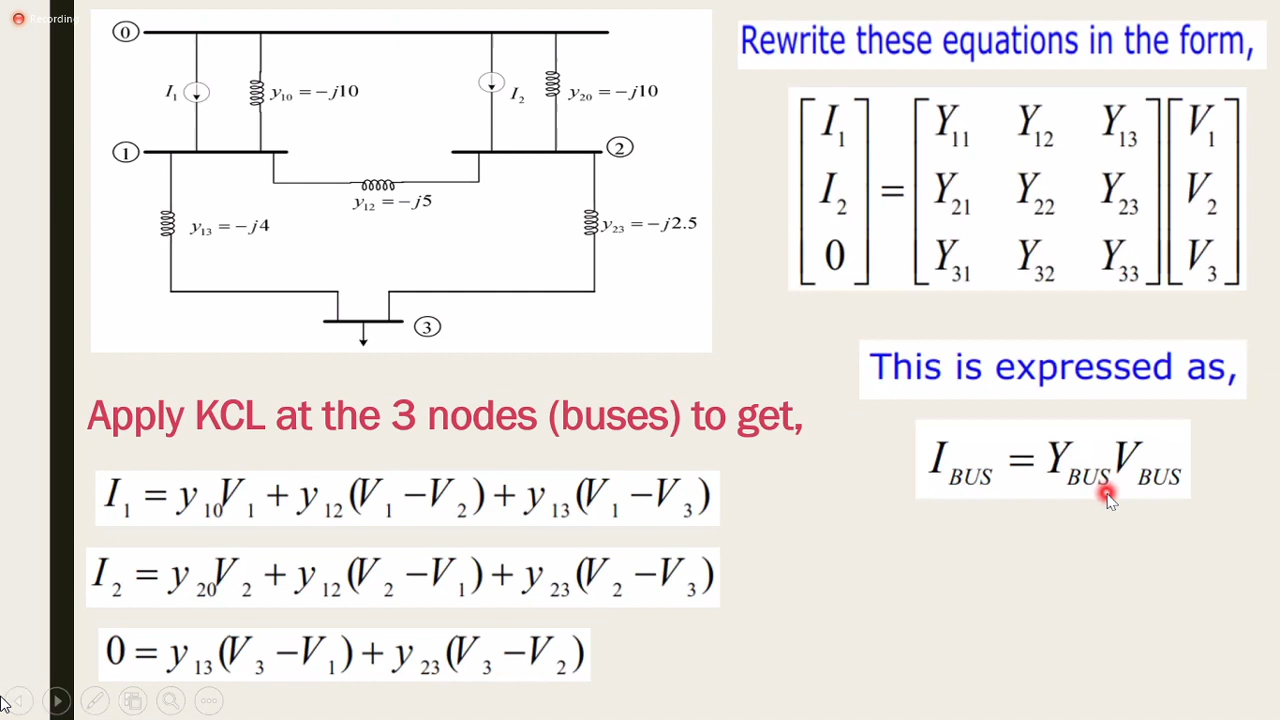 Recording
0
I1
y10 = −j10
I2
y20 = −j10
1
2
y12 = −j5
y13 = −j4
y23 = −j2.5
3
Apply KCL at the 3 nodes (buses) to get,
I1 = y10V1 + y12(V1 −V2) + y13(V1 −V3)
I2 = y20V2 + y12(V2 −V1) + y23(V2 −V3)
0 = y13(V3 −V1) + y23(V3 −V2)
Rewrite these equations in the form,
[I1] [Y11 Y12 Y13] [V1]
[I2] = [Y21 Y22 Y23] [V2]
[0] [Y31 Y32 Y33] [V3]
This is expressed as,
IBUS = YBUSVBUS